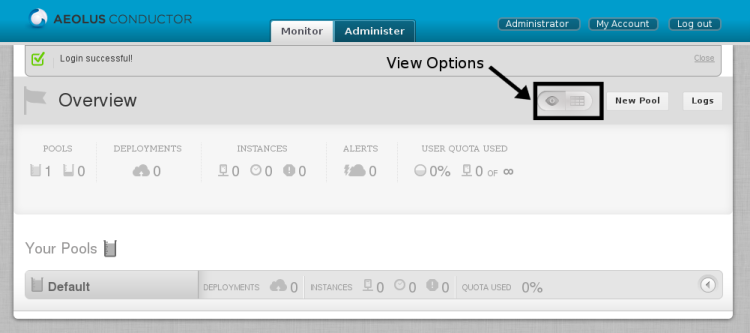 AEOLUS CONDUCTOR
Administrator My Account Log out
Monitor Administer
Login successful! Close
View Options
Overview New Pool Logs
POOLS DEPLOYMENTS INSTANCES ALERTS USER QUOTA USED
1 0 0 0 0 0 0 0% 0 OF ∞
Your Pools
Default DEPLOYMENTS 0 INSTANCES 0 0 0 QUOTA USED 0%